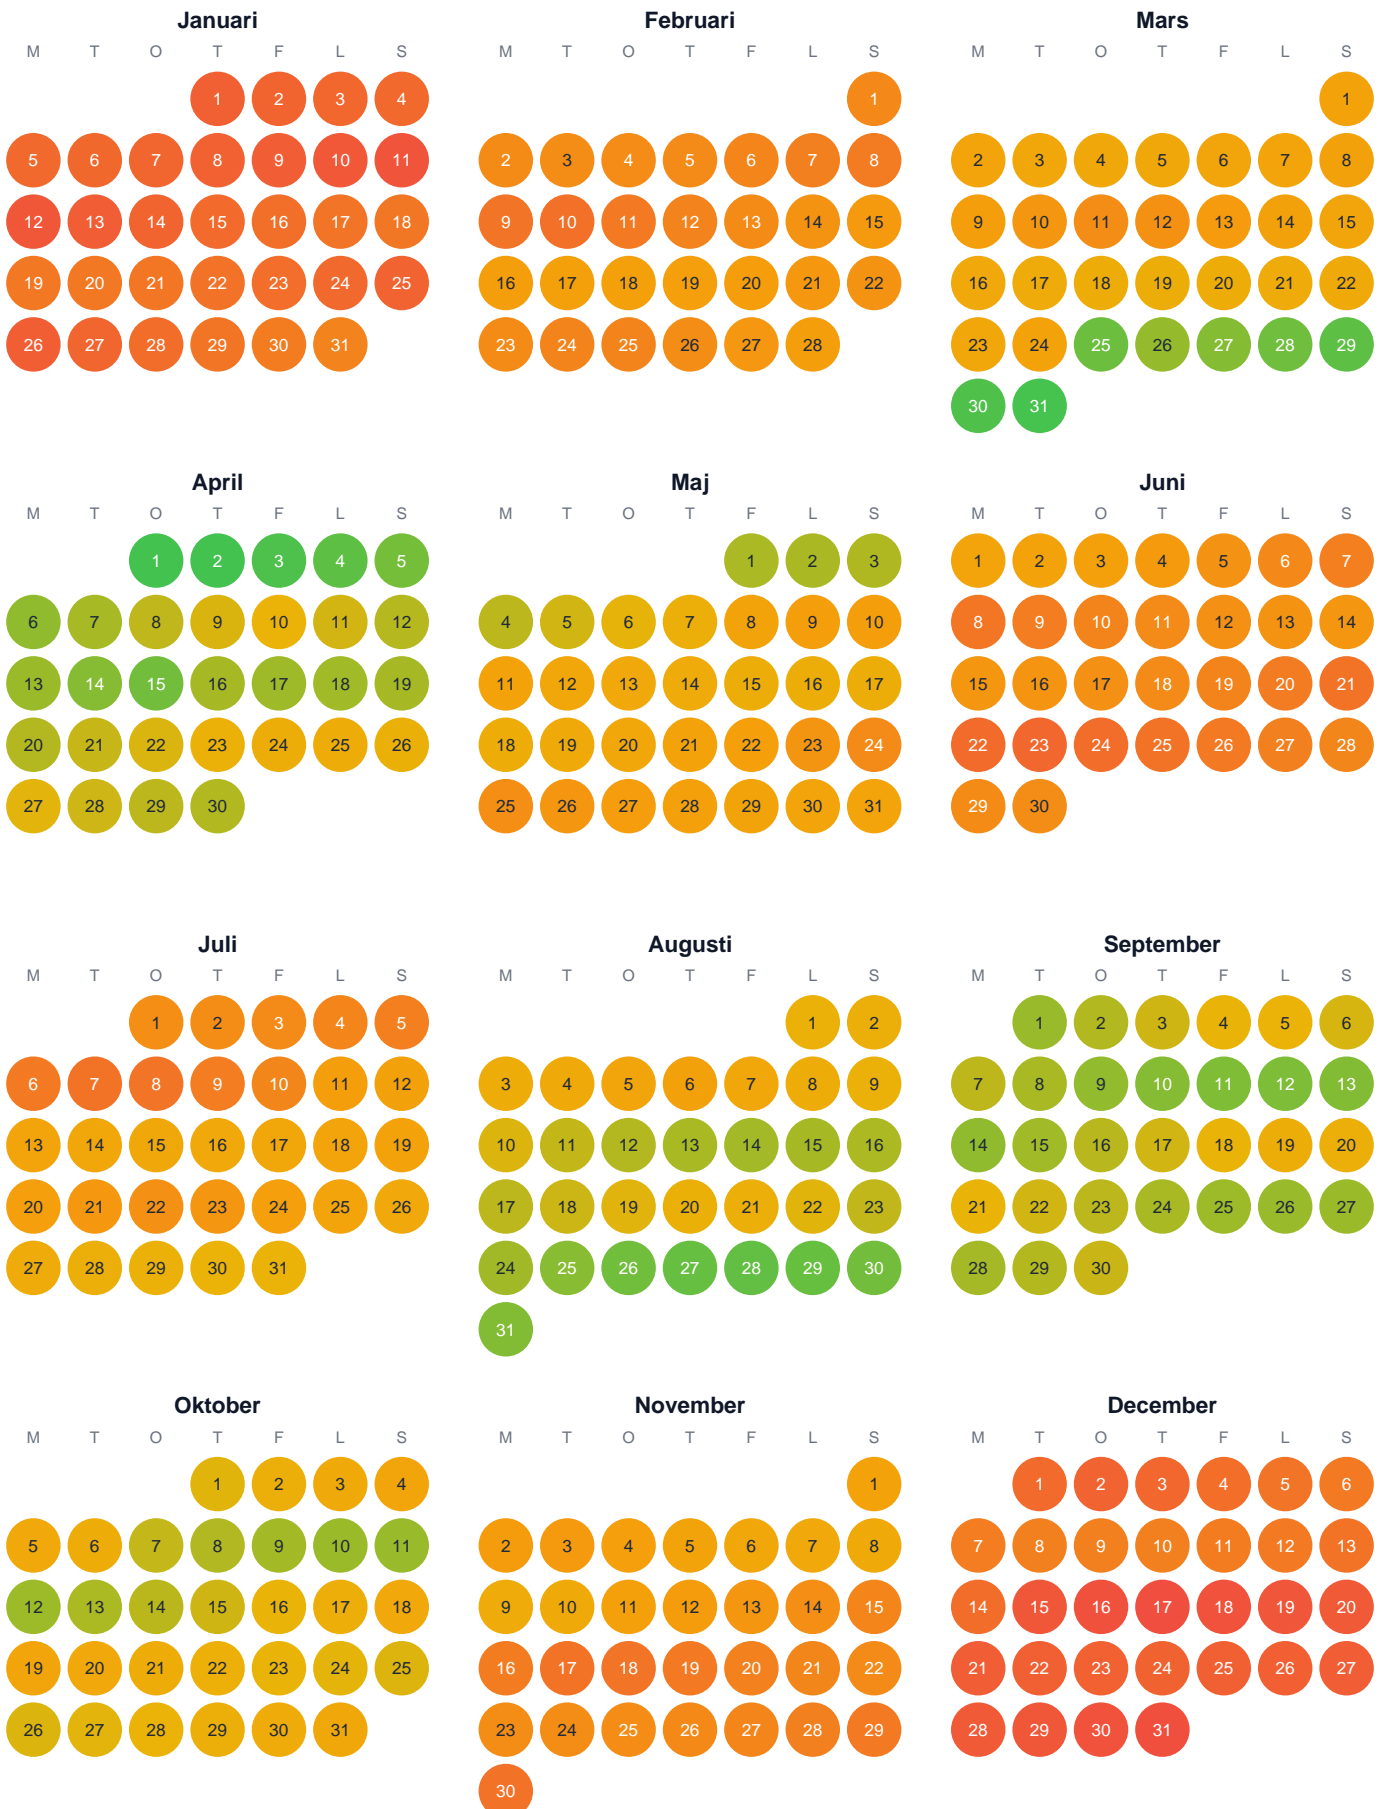 Januari Februari Mars
M T O T F L S M T O T F L S M T O T F L S
1 2 3 4 1 1
5 6 7 8 9 10 11 2 3 4 5 6 7 8 2 3 4 5 6 7 8
12 13 14 15 16 17 18 9 10 11 12 13 14 15 9 10 11 12 13 14 15
19 20 21 22 23 24 25 16 17 18 19 20 21 22 16 17 18 19 20 21 22
26 27 28 29 30 31 23 24 25 26 27 28 23 24 25 26 27 28 29
30 31
April Maj Juni
M T O T F L S M T O T F L S M T O T F L S
1 2 3 4 5 1 2 3 1 2 3 4 5 6 7
6 7 8 9 10 11 12 4 5 6 7 8 9 10 8 9 10 11 12 13 14
13 14 15 16 17 18 19 11 12 13 14 15 16 17 15 16 17 18 19 20 21
20 21 22 23 24 25 26 18 19 20 21 22 23 24 22 23 24 25 26 27 28
27 28 29 30 25 26 27 28 29 30 31 29 30
Juli Augusti September
M T O T F L S M T O T F L S M T O T F L S
1 2 3 4 5 1 2 1 2 3 4 5 6
6 7 8 9 10 11 12 3 4 5 6 7 8 9 7 8 9 10 11 12 13
13 14 15 16 17 18 19 10 11 12 13 14 15 16 14 15 16 17 18 19 20
20 21 22 23 24 25 26 17 18 19 20 21 22 23 21 22 23 24 25 26 27
27 28 29 30 31 24 25 26 27 28 29 30 28 29 30
31
Oktober November December
M T O T F L S M T O T F L S M T O T F L S
1 2 3 4 1 1 2 3 4 5 6
5 6 7 8 9 10 11 2 3 4 5 6 7 8 7 8 9 10 11 12 13
12 13 14 15 16 17 18 9 10 11 12 13 14 15 14 15 16 17 18 19 20
19 20 21 22 23 24 25 16 17 18 19 20 21 22 21 22 23 24 25 26 27
26 27 28 29 30 31 23 24 25 26 27 28 29 28 29 30 31
30